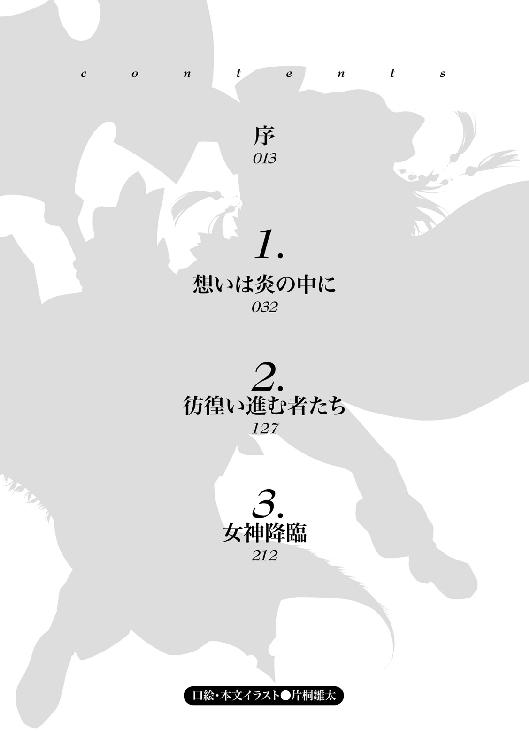 contents
序
013
1.
想いは炎の中に
032
2.
彷徨い進む者たち
127
3.
女神降臨
212
口絵・本文イラスト●片桐雛太